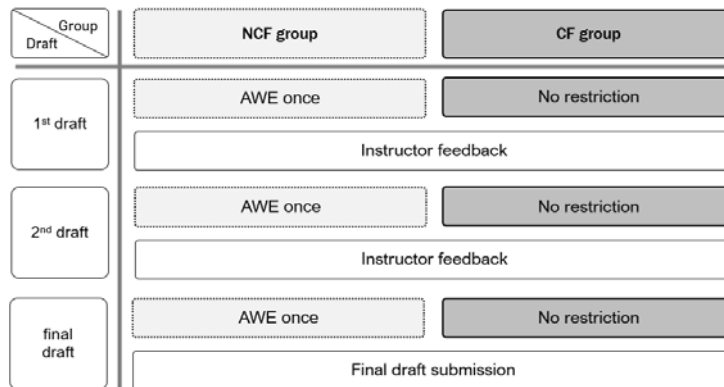 Group
Draft
NCF group
CF group
1st draft
AWE once
No restriction
Instructor feedback
2nd draft
AWE once
No restriction
Instructor feedback
final
draft
AWE once
No restriction
Final draft submission